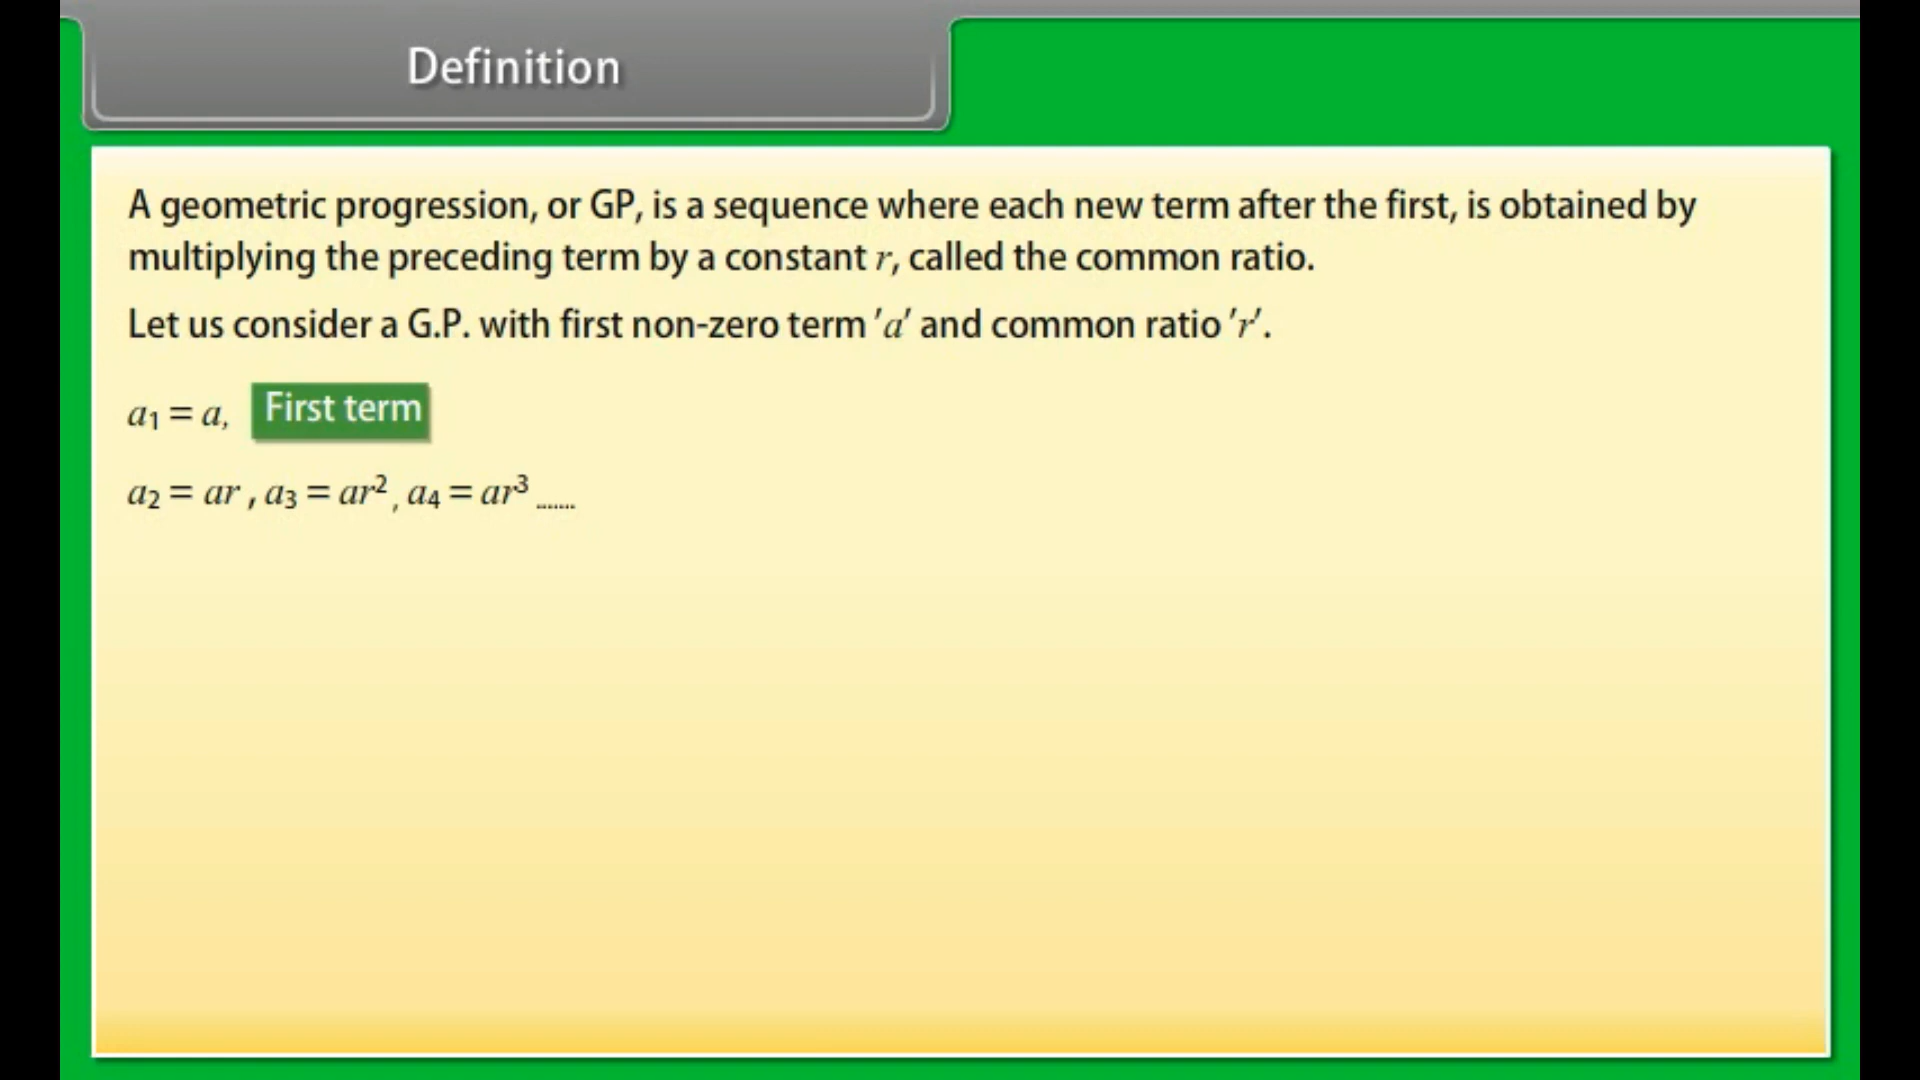 Definition
A geometric progression, or GP, is a sequence where each new term after the first, is obtained by
multiplying the preceding term by a constant r, called the common ratio.
Let us consider a G.P. with first non-zero term 'a' and common ratio 'r'.
a₁ = a, First term
a₂ = ar , a₃ = ar², a₄ = ar³ .......